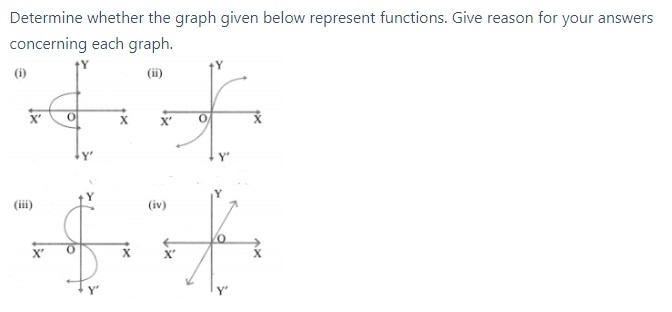 Determine whether the graph given below represent functions. Give reason for your answers
concerning each graph.
(i) Y X' O X Y'
(ii) Y X' O X Y'
(iii) Y X' O X Y'
(iv) Y X' O X Y'